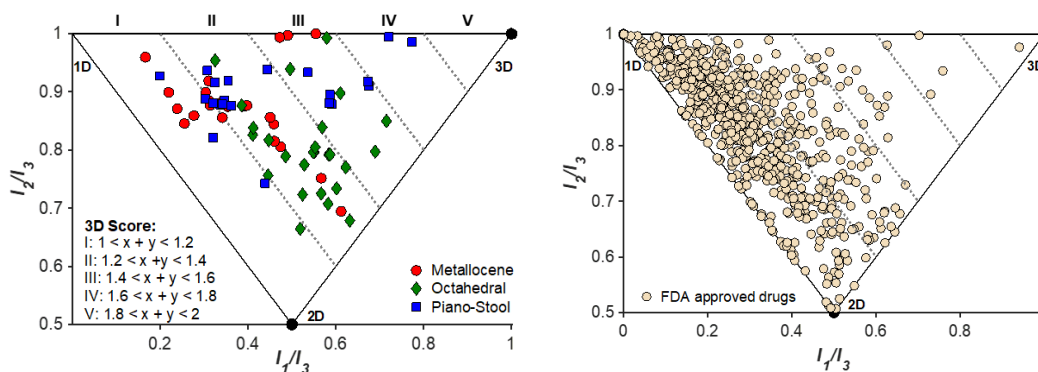 I II III IV V
1
1D
3D
0.9
0.8
I2/I3
0.7
3D Score:
I: 1 < x + y < 1.2
II: 1.2 < x +y < 1.4
III: 1.4 < x + y < 1.6
IV: 1.6 < x + y < 1.8
V: 1.8 < x + y < 2
0.6
Metallocene
Octahedral
Piano-Stool
2D
0.5
0.2 0.4 0.6 0.8 1
I1/I3
1
1D
3D
0.9
0.8
I2/I3
0.7
0.6
FDA approved drugs
2D
0.5
0 0.2 0.4 0.6 0.8
I1/I3